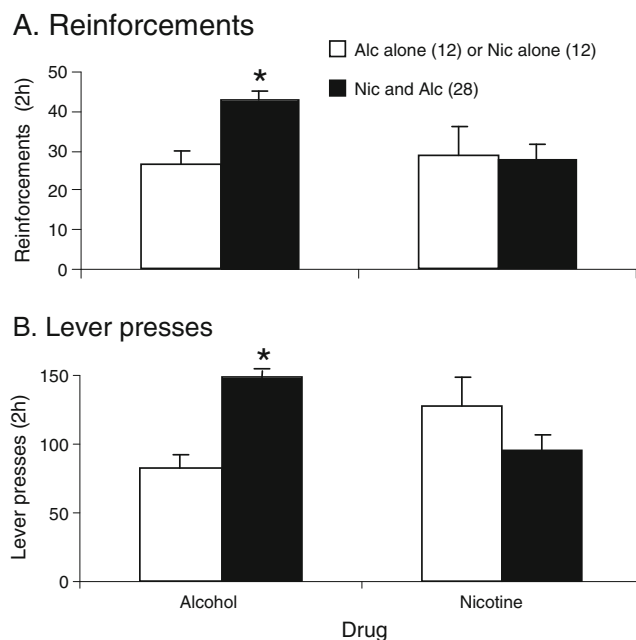 A. Reinforcements
Alc alone (12) or Nic alone (12)
Nic and Alc (28)
Reinforcements (2h)
50
40
30
20
10
0
*
B. Lever presses
Lever presses (2h)
150
100
50
0
*
Alcohol
Nicotine
Drug